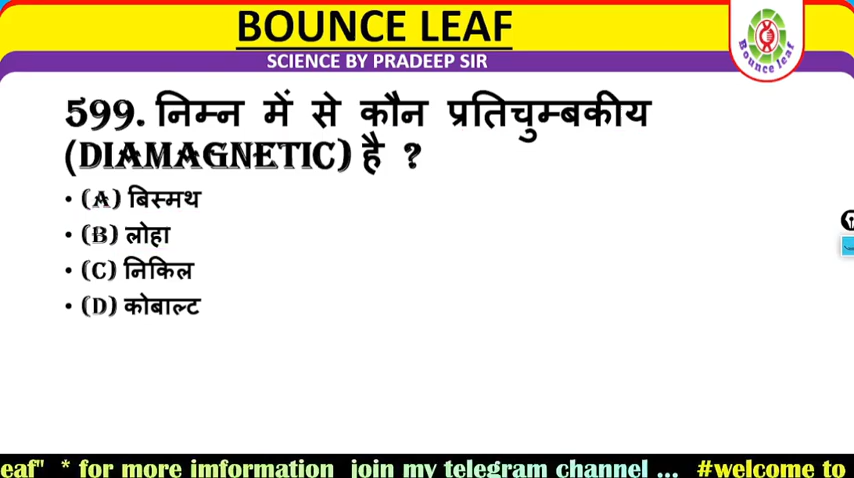 BOUNCE LEAF
SCIENCE BY PRADEEP SIR
Bounce leaf
599. निम्न में से कौन प्रतिचुम्बकीय
(DIAMAGNETIC) है ?
• (A) बिस्मथ
• (B) लोहा
• (C) निकिल
• (D) कोबाल्ट
eaf" * for more imformation join my telegram channel ... #welcome to